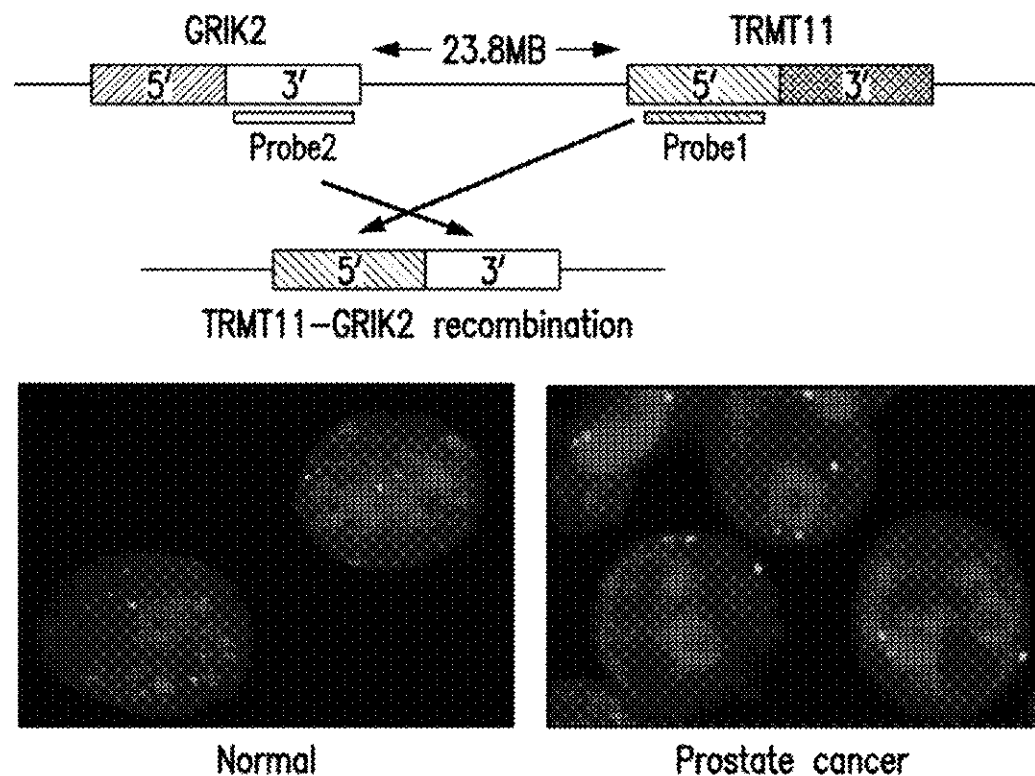 GRIK2 23.8MB TRMT11
5' 3' 5' 3'
Probe2 Probe1
5' 3'
TRMT11-GRIK2 recombination
Normal Prostate cancer